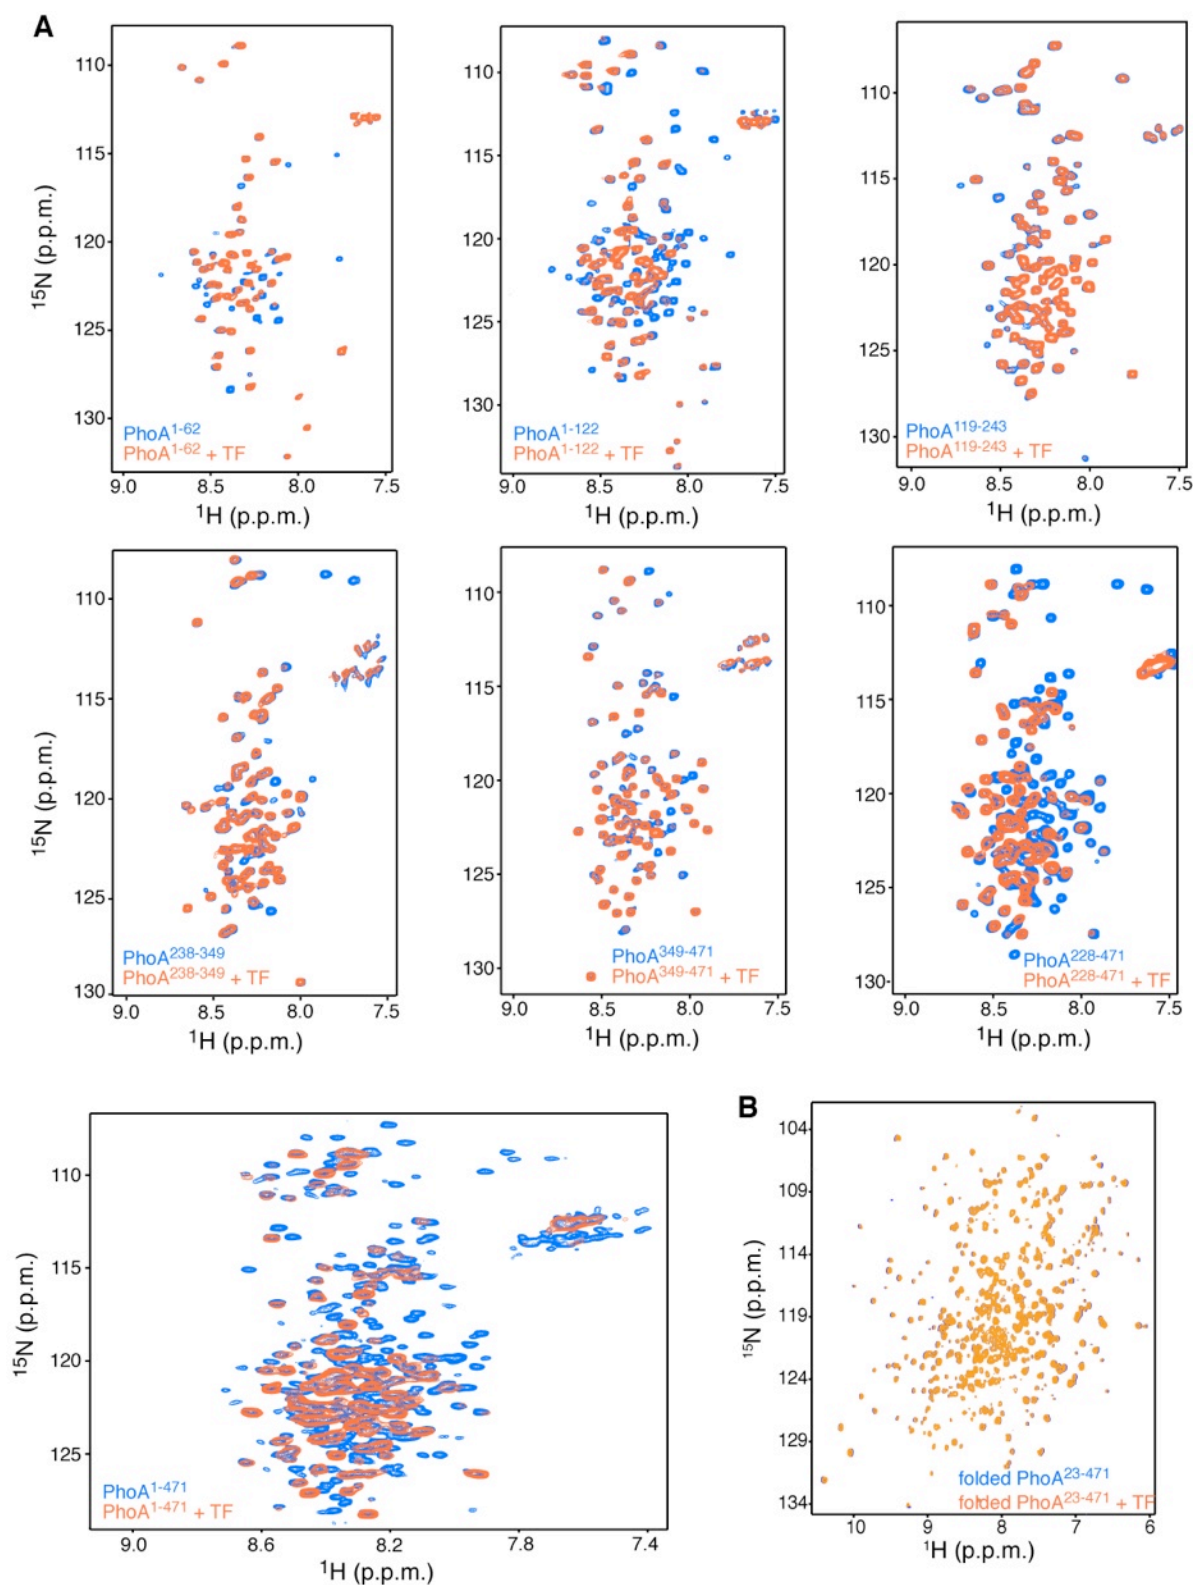 A
110
115
120
125
130
15N (p.p.m.)
PhoA1-62
PhoA1-62 + TF
9.0 8.5 8.0 7.5
1H (p.p.m.)
110
115
120
125
130
PhoA1-122
PhoA1-122 + TF
9.0 8.5 8.0 7.5
1H (p.p.m.)
110
115
120
125
130
PhoA119-243
PhoA119-243 + TF
9.0 8.5 8.0 7.5
1H (p.p.m.)
110
115
120
125
130
15N (p.p.m.)
PhoA238-349
PhoA238-349 + TF
9.0 8.5 8.0 7.5
1H (p.p.m.)
110
115
120
125
130
PhoA349-471
PhoA349-471 + TF
9.0 8.5 8.0 7.5
1H (p.p.m.)
110
115
120
125
130
PhoA228-471
PhoA228-471 + TF
9.0 8.5 8.0 7.5
1H (p.p.m.)
110
115
120
125
15N (p.p.m.)
PhoA1-471
PhoA1-471 + TF
9.0 8.6 8.2 7.8 7.4
1H (p.p.m.)
B
104
109
114
119
124
129
134
15N (p.p.m.)
folded PhoA23-471
folded PhoA23-471 + TF
10 9 8 7 6
1H (p.p.m.)